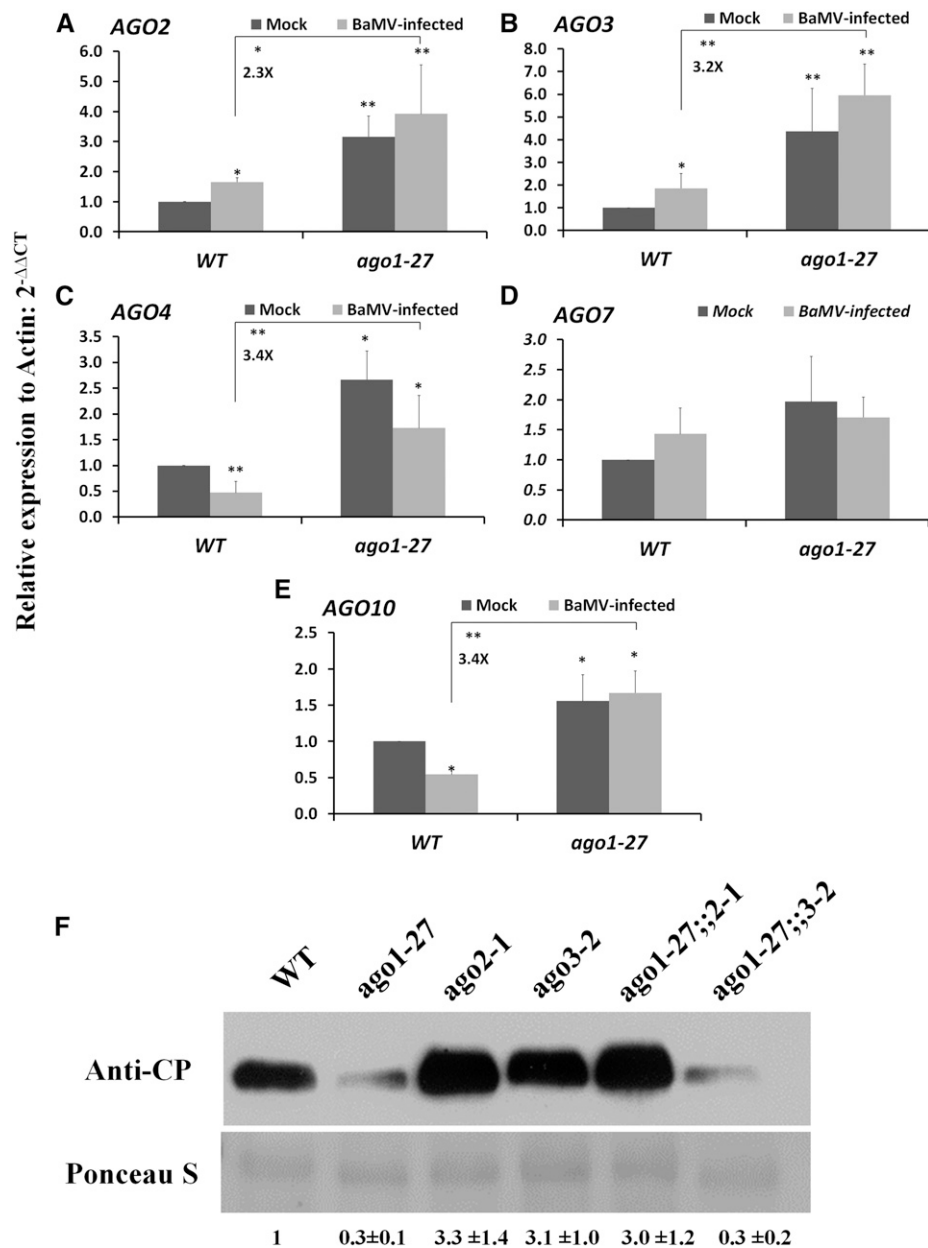 Relative expression to Actin: 2-ΔΔCT
A
AGO2
Mock BaMV-infected
6.0
5.0
4.0
3.0
2.0
1.0
0.0
*
2.3X
*
**
**
WT ago1-27
B
AGO3
Mock BaMV-infected
8.0
7.0
6.0
5.0
4.0
3.0
2.0
1.0
0.0
**
3.2X
*
**
**
WT ago1-27
C
AGO4
Mock BaMV-infected
3.5
3.0
2.5
2.0
1.5
1.0
0.5
0.0
**
3.4X
**
*
*
WT ago1-27
D
AGO7
Mock BaMV-infected
3.0
2.5
2.0
1.5
1.0
0.5
0.0
WT ago1-27
E
AGO10
Mock BaMV-infected
2.5
2.0
1.5
1.0
0.5
0.0
**
3.4X
*
*
*
WT ago1-27
F
WT ago1-27 ago2-1 ago3-2 ago1-27;;2-1 ago1-27;;3-2
Anti-CP
Ponceau S
1 0.3 ±0.1 3.3 ±1.4 3.1 ±1.0 3.0 ±1.2 0.3 ±0.2